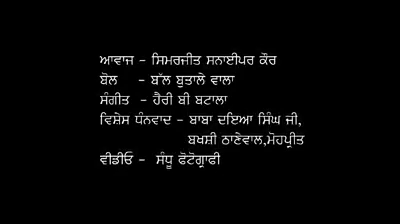 ਆਵਾਜ - ਸਿਮਰਜੀਤ ਸਨਾਈਪਰ ਕੌਰ
ਬੋਲ - ਬੱਲ ਬੁਤਾਲੇ ਵਾਲਾ
ਸੰਗੀਤ - ਹੈਰੀ ਬੀ ਬਟਾਲਾ
ਵਿਸ਼ੇਸ ਧੰਨਵਾਦ - ਬਾਬਾ ਦਇਆ ਸਿੰਘ ਜੀ,
ਬਖਸ਼ੀ ਠਾਣੇਵਾਲ,ਮੋਹਪ੍ਰੀਤ
ਵੀਡੀਓ - ਸੰਧੂ ਫੋਟੋਗ੍ਰਾਫੀ